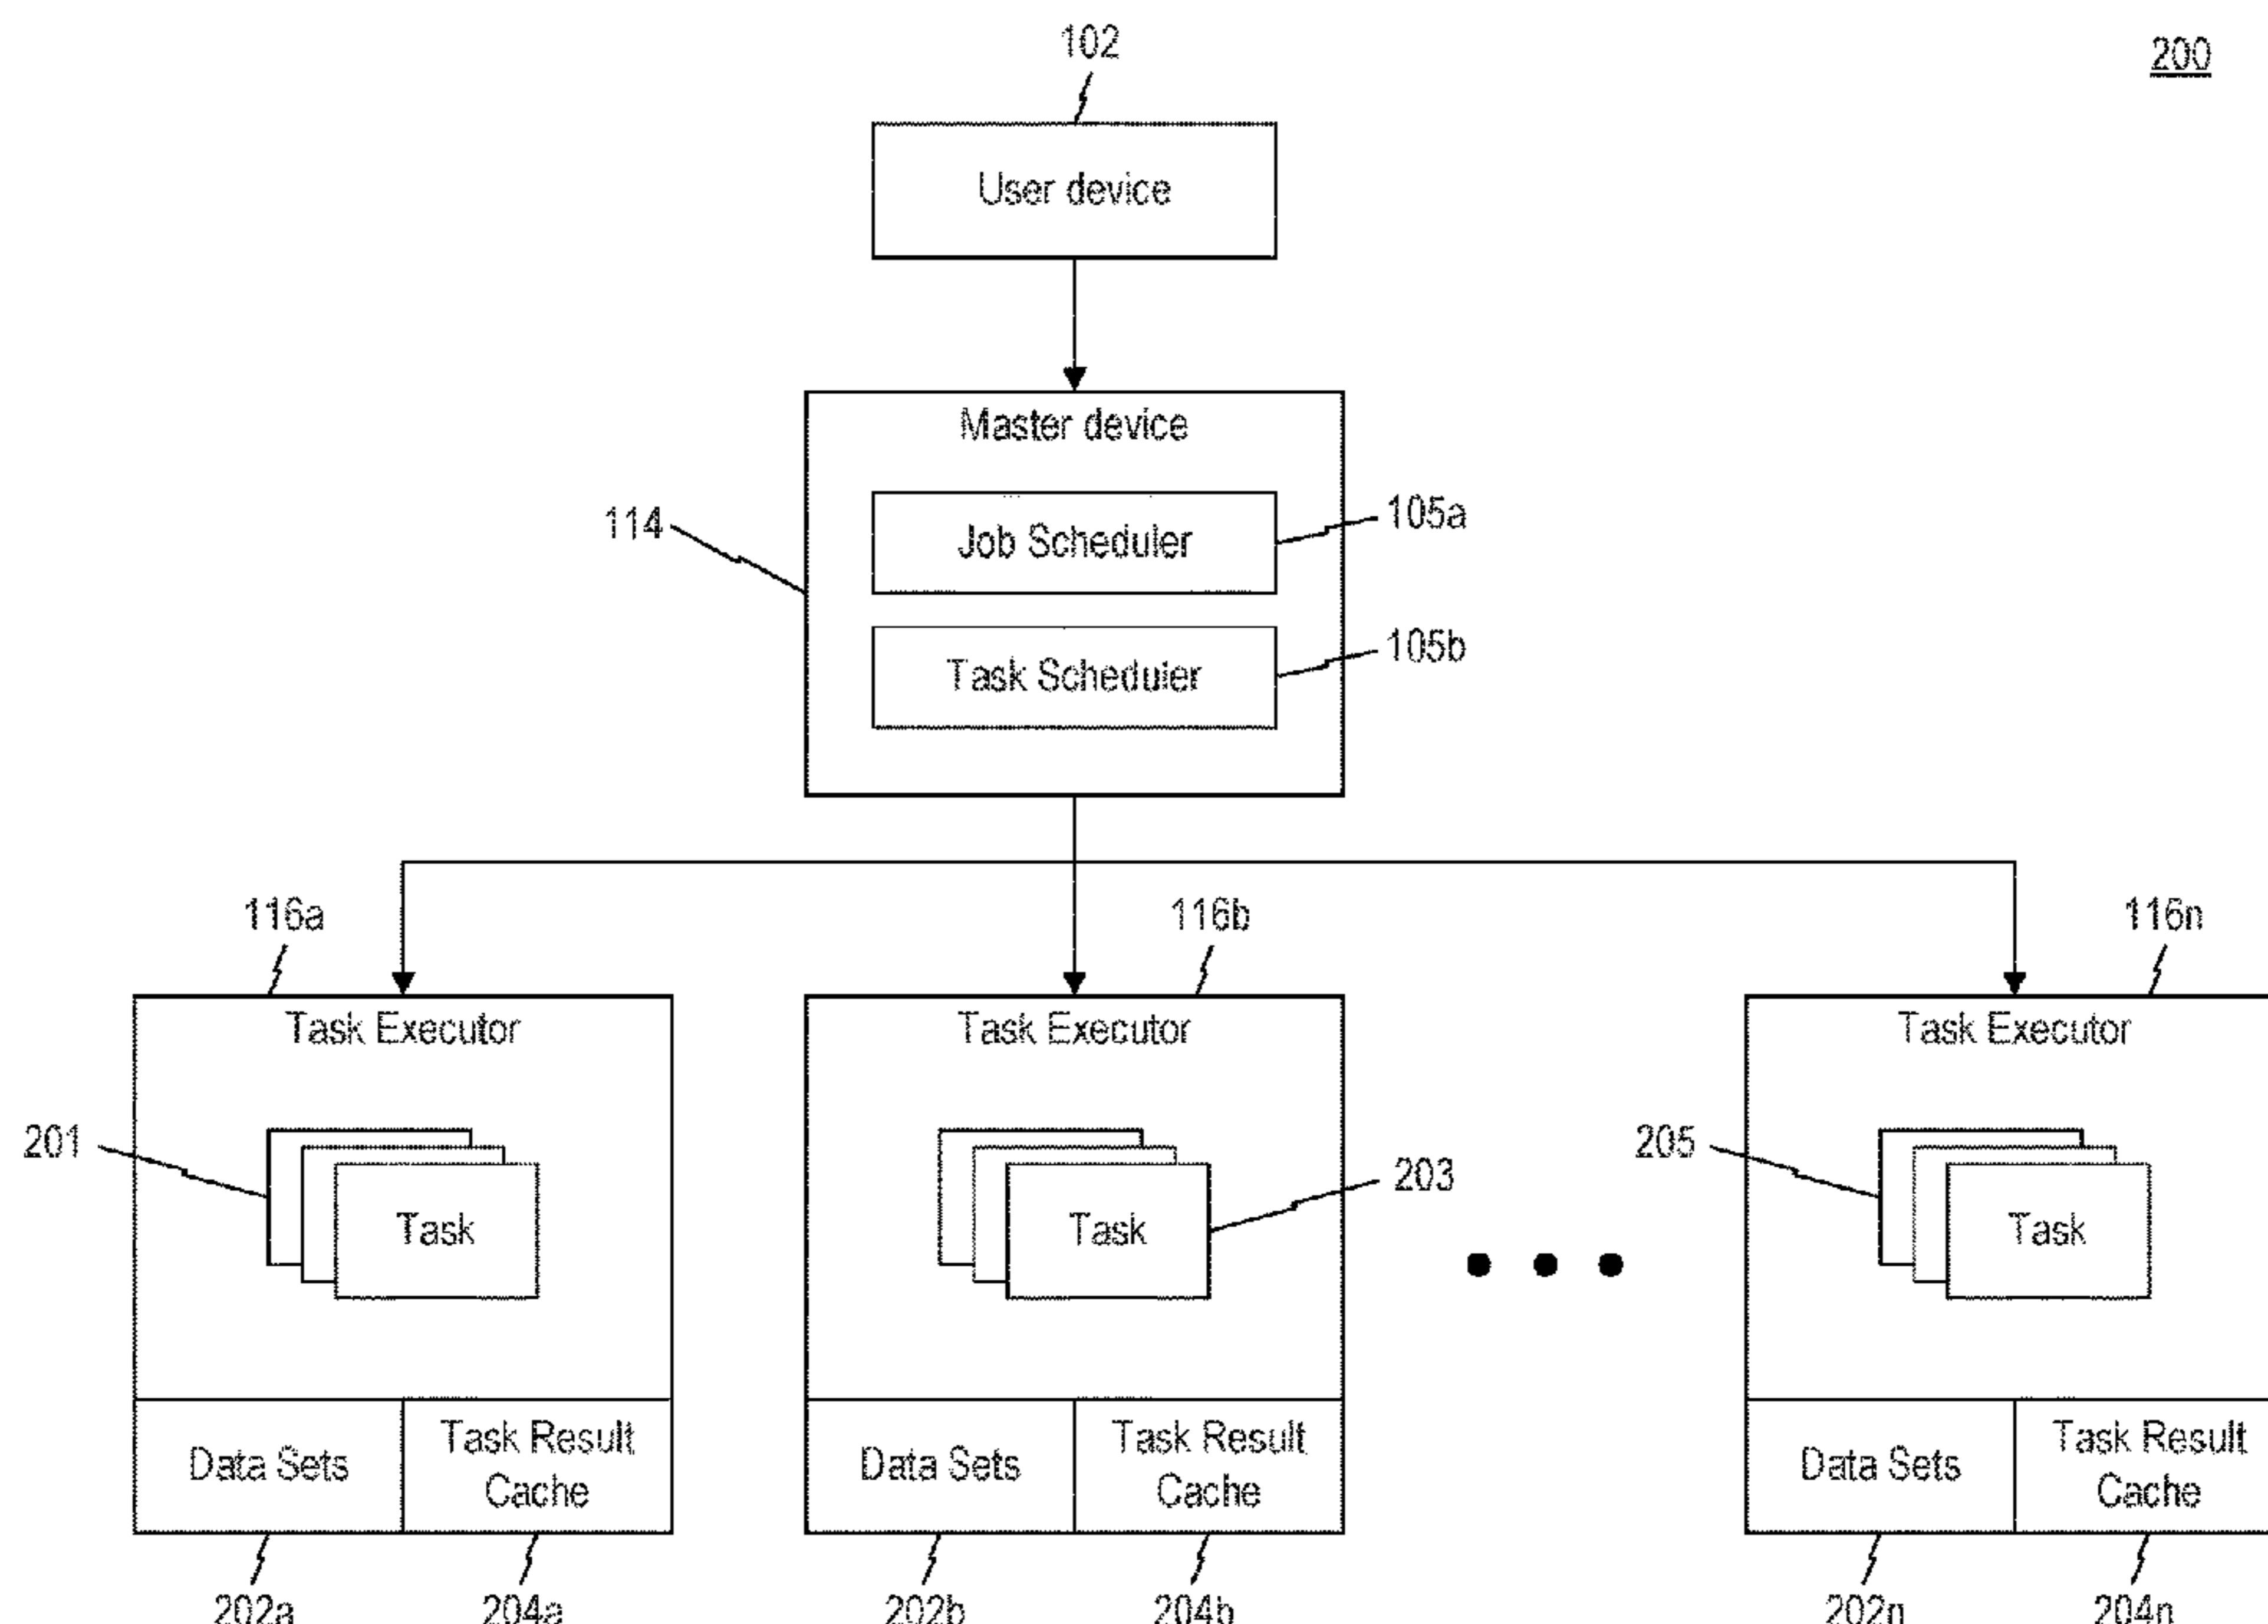 102
200
User device
Master device
114
Job Scheduler
105a
Task Scheduler
105b
116a
116b
116n
Task Executor
Task Executor
Task Executor
201
Task
Task
203
205
Task
Data Sets
Task Result
Cache
Data Sets
Task Result
Cache
Data Sets
Task Result
Cache
202a
204a
202b
204b
202n
204n